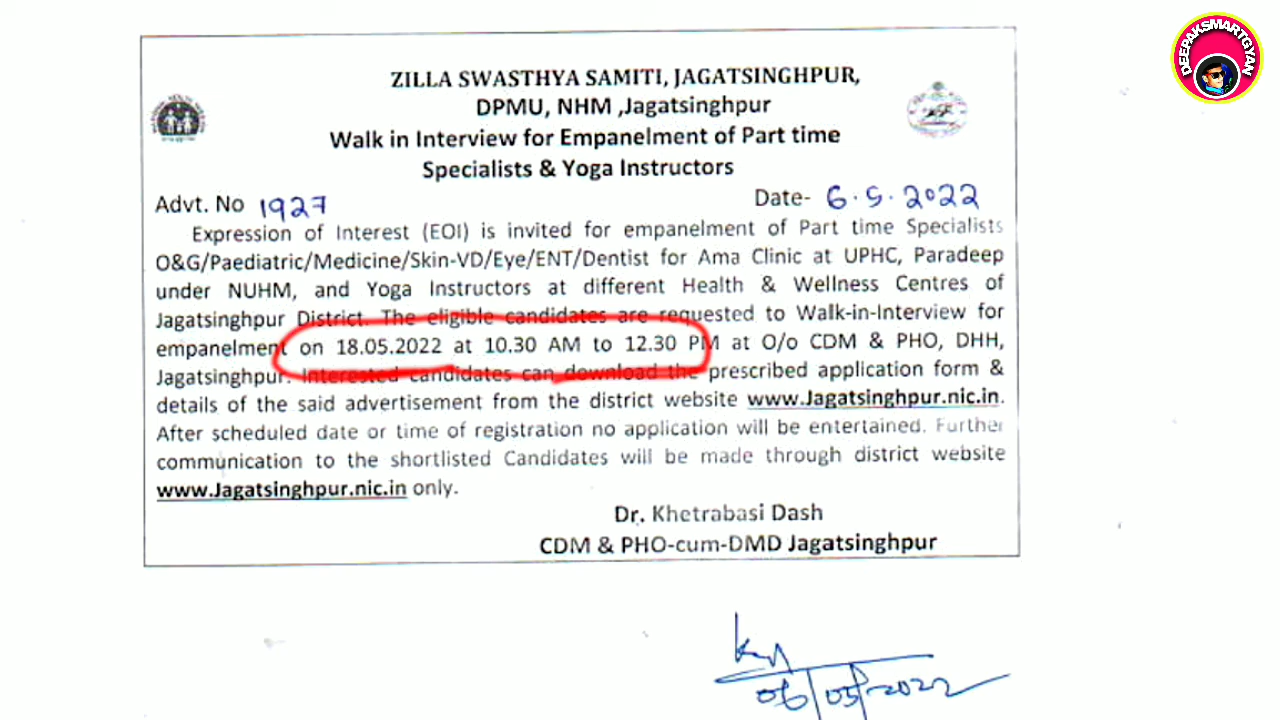 DEEPAKSMARTGYAN
ZILLA SWASTHYA SAMITI, JAGATSINGHPUR,
DPMU, NHM ,Jagatsinghpur
Walk in Interview for Empanelment of Part time
Specialists & Yoga Instructors
Advt. No 1927 Date- 6.5.2022
Expression of Interest (EOI) is invited for empanelment of Part time Specialists
O&G/Paediatric/Medicine/Skin-VD/Eye/ENT/Dentist for Ama Clinic at UPHC, Paradeep
under NUHM, and Yoga Instructors at different Health & Wellness Centres of
Jagatsinghpur District. The eligible candidates are requested to Walk-in-Interview for
empanelment on 18.05.2022 at 10.30 AM to 12.30 PM at O/o CDM & PHO, DHH,
Jagatsinghpur. Interested candidates can download the prescribed application form &
details of the said advertisement from the district website www.Jagatsinghpur.nic.in.
After scheduled date or time of registration no application will be entertained. Further
communication to the shortlisted Candidates will be made through district website
www.Jagatsinghpur.nic.in only.
Dr. Khetrabasi Dash
CDM & PHO-cum-DMD Jagatsinghpur
06/05/2022